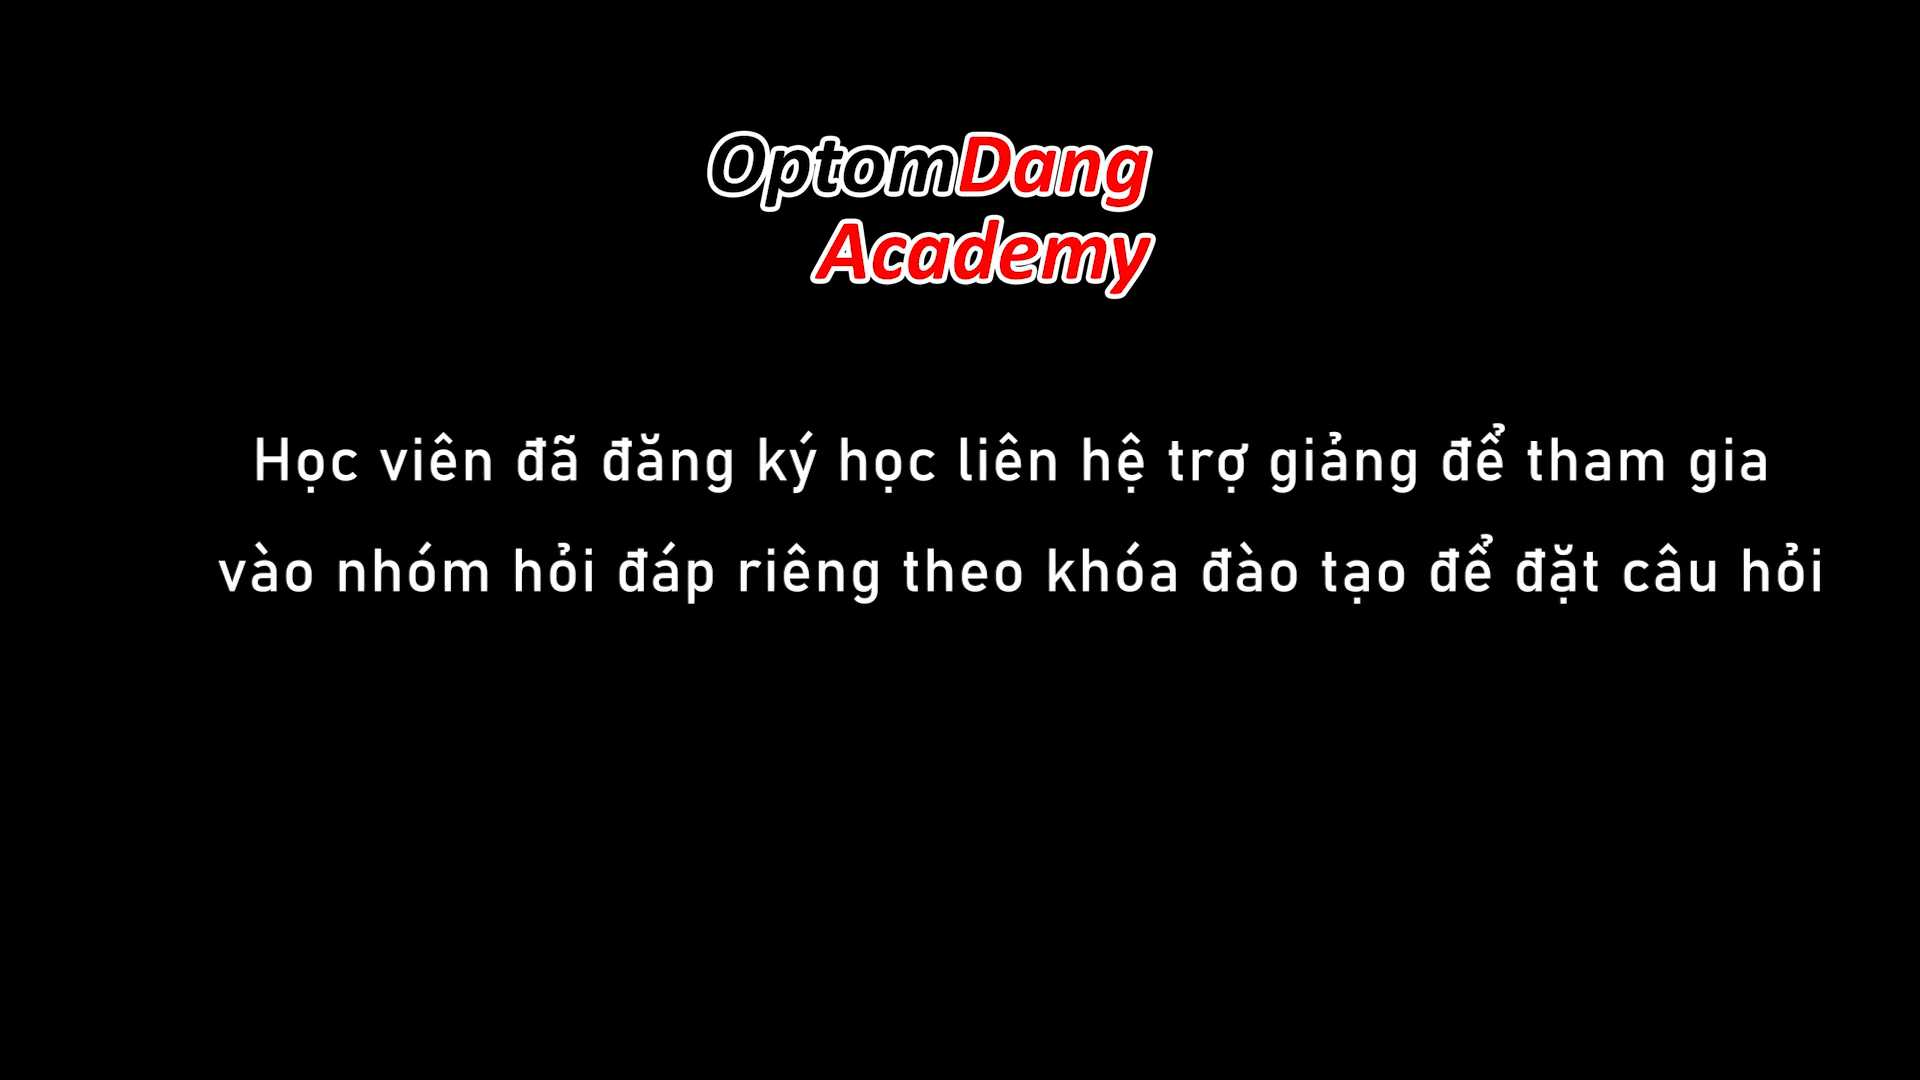 OptomDang
Academy
Học viên đã đăng ký học liên hệ trợ giảng để tham gia
vào nhóm hỏi đáp riêng theo khóa đào tạo để đặt câu hỏi